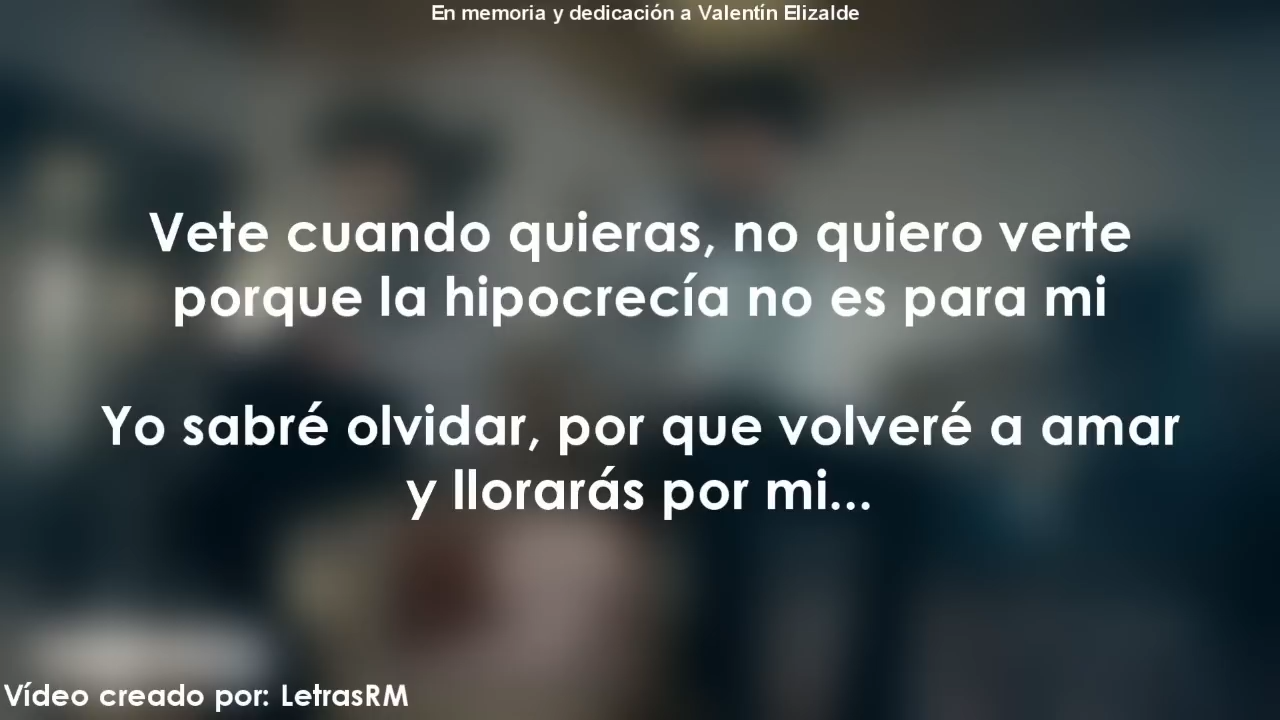 En memoria y dedicación a Valentín Elizalde
Vete cuando quieras, no quiero verte
porque la hipocrecía no es para mi
Yo sabré olvidar, por que volveré a amar
y llorarás por mi...
Vídeo creado por: LetrasRM